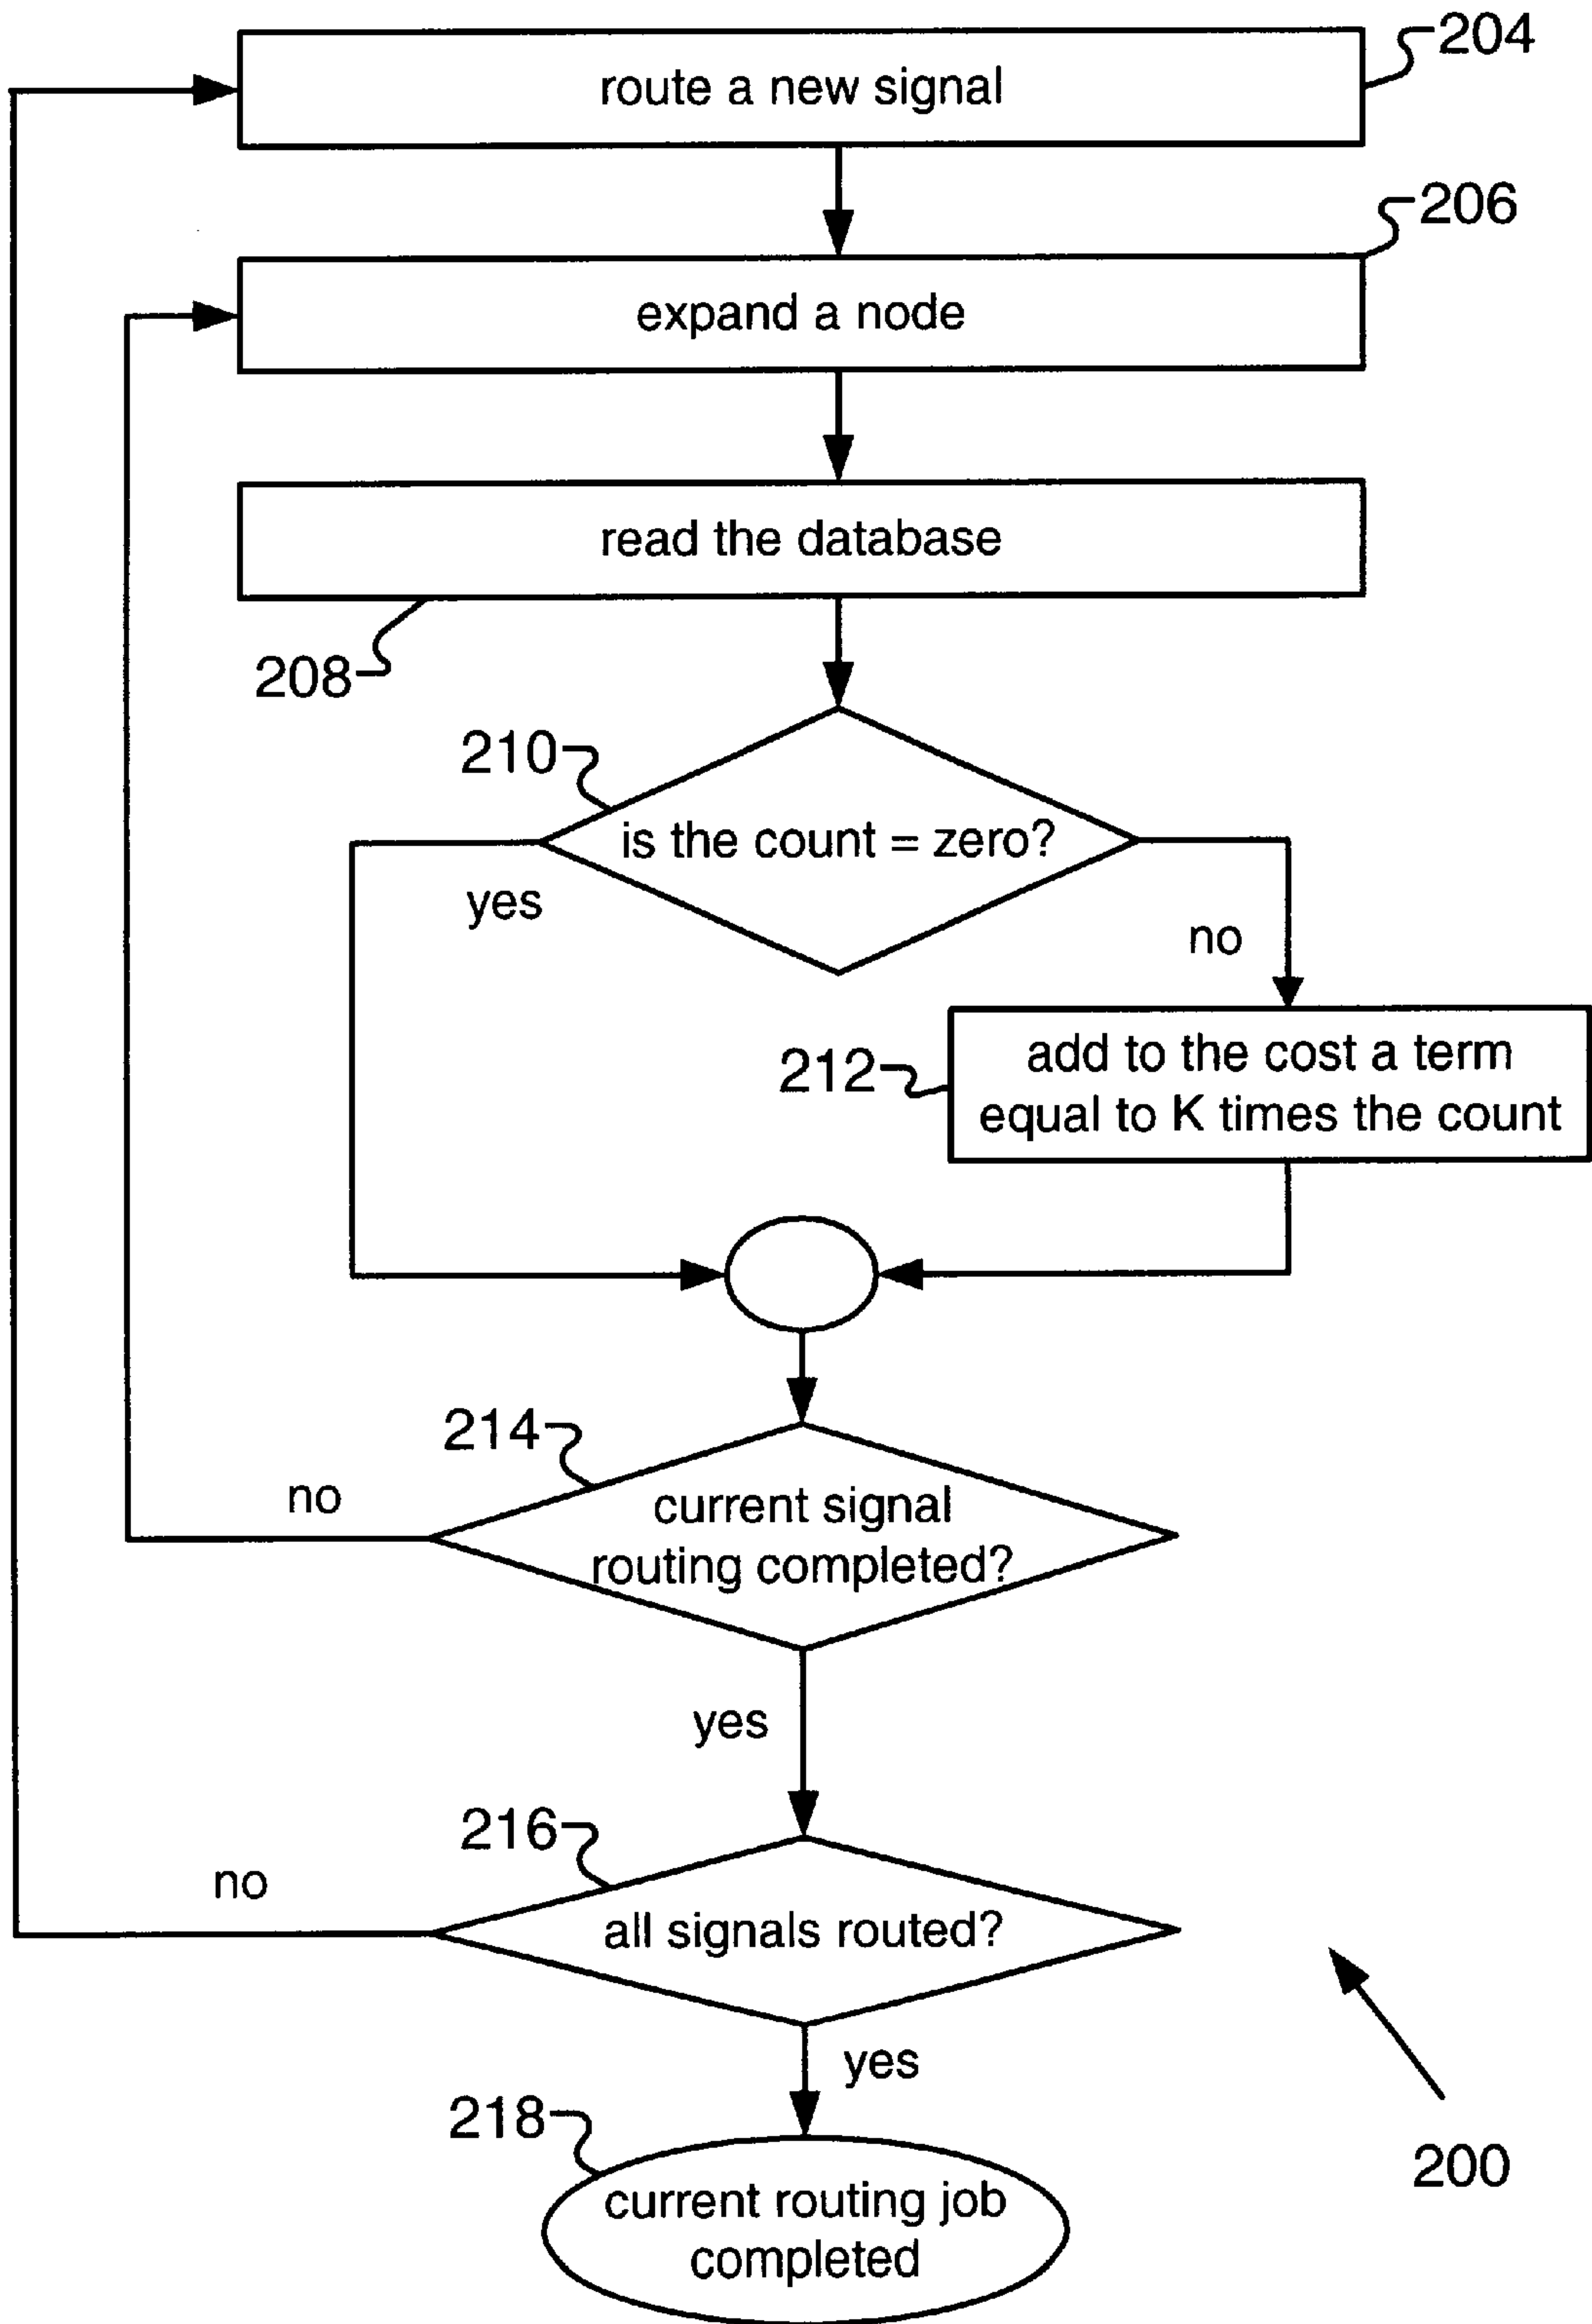 204
route a new signal
206
expand a node
read the database
208
210
is the count = zero?
yes
no
212
add to the cost a term
equal to K times the count
214
no
current signal
routing completed?
yes
216
no
all signals routed?
yes
218
200
current routing job
completed